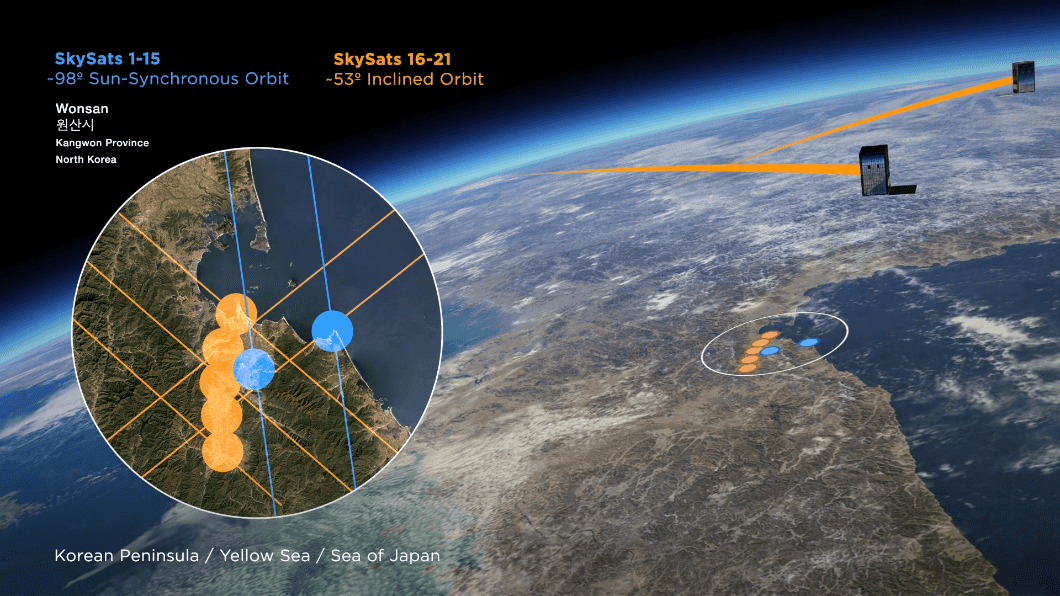 SkySats 1-15
~98º Sun-Synchronous Orbit
SkySats 16-21
~53º Inclined Orbit
Wonsan
원산시
Kangwon Province
North Korea
Korean Peninsula / Yellow Sea / Sea of Japan